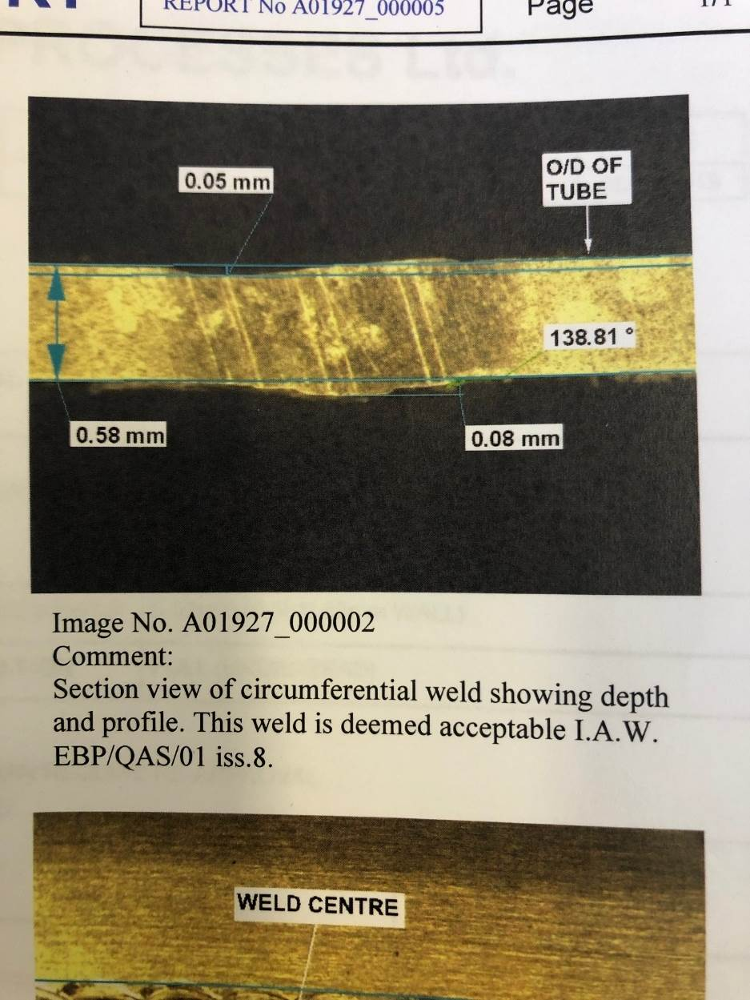 REPORT No A01927_000005
Page 1/1
0.05 mm
O/D OF
TUBE
138.81 °
0.58 mm
0.08 mm
Image No. A01927_000002
Comment:
Section view of circumferential weld showing depth
and profile. This weld is deemed acceptable I.A.W.
EBP/QAS/01 iss.8.
WELD CENTRE